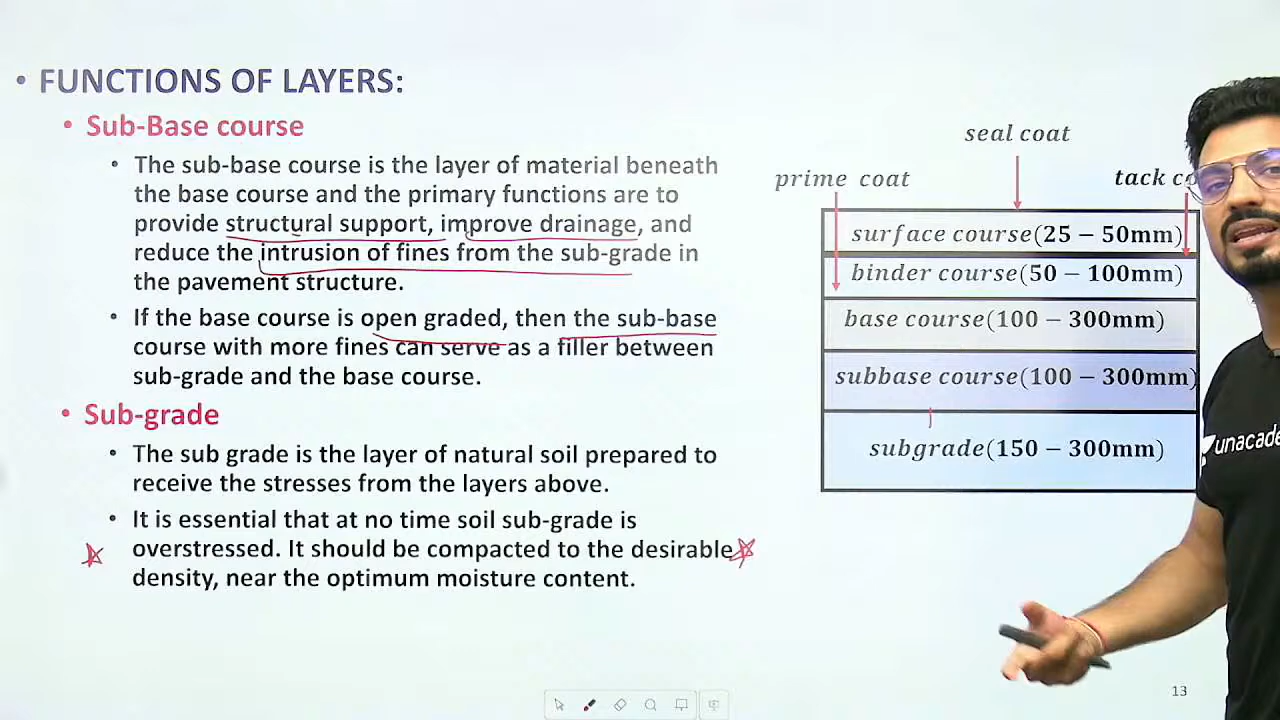 • FUNCTIONS OF LAYERS:
• Sub-Base course
• The sub-base course is the layer of material beneath
the base course and the primary functions are to
provide structural support, improve drainage, and
reduce the intrusion of fines from the sub-grade in
the pavement structure.
• If the base course is open graded, then the sub-base
course with more fines can serve as a filler between
sub-grade and the base course.
• Sub-grade
• The sub grade is the layer of natural soil prepared to
receive the stresses from the layers above.
• It is essential that at no time soil sub-grade is
overstressed. It should be compacted to the desirable
density, near the optimum moisture content.
seal coat
prime coat
tack co
surface course(25 − 50mm)
binder course(50 − 100mm)
base course(100 − 300mm)
subbase course(100 − 300mm)
subgrade(150 − 300mm)
unacade
13